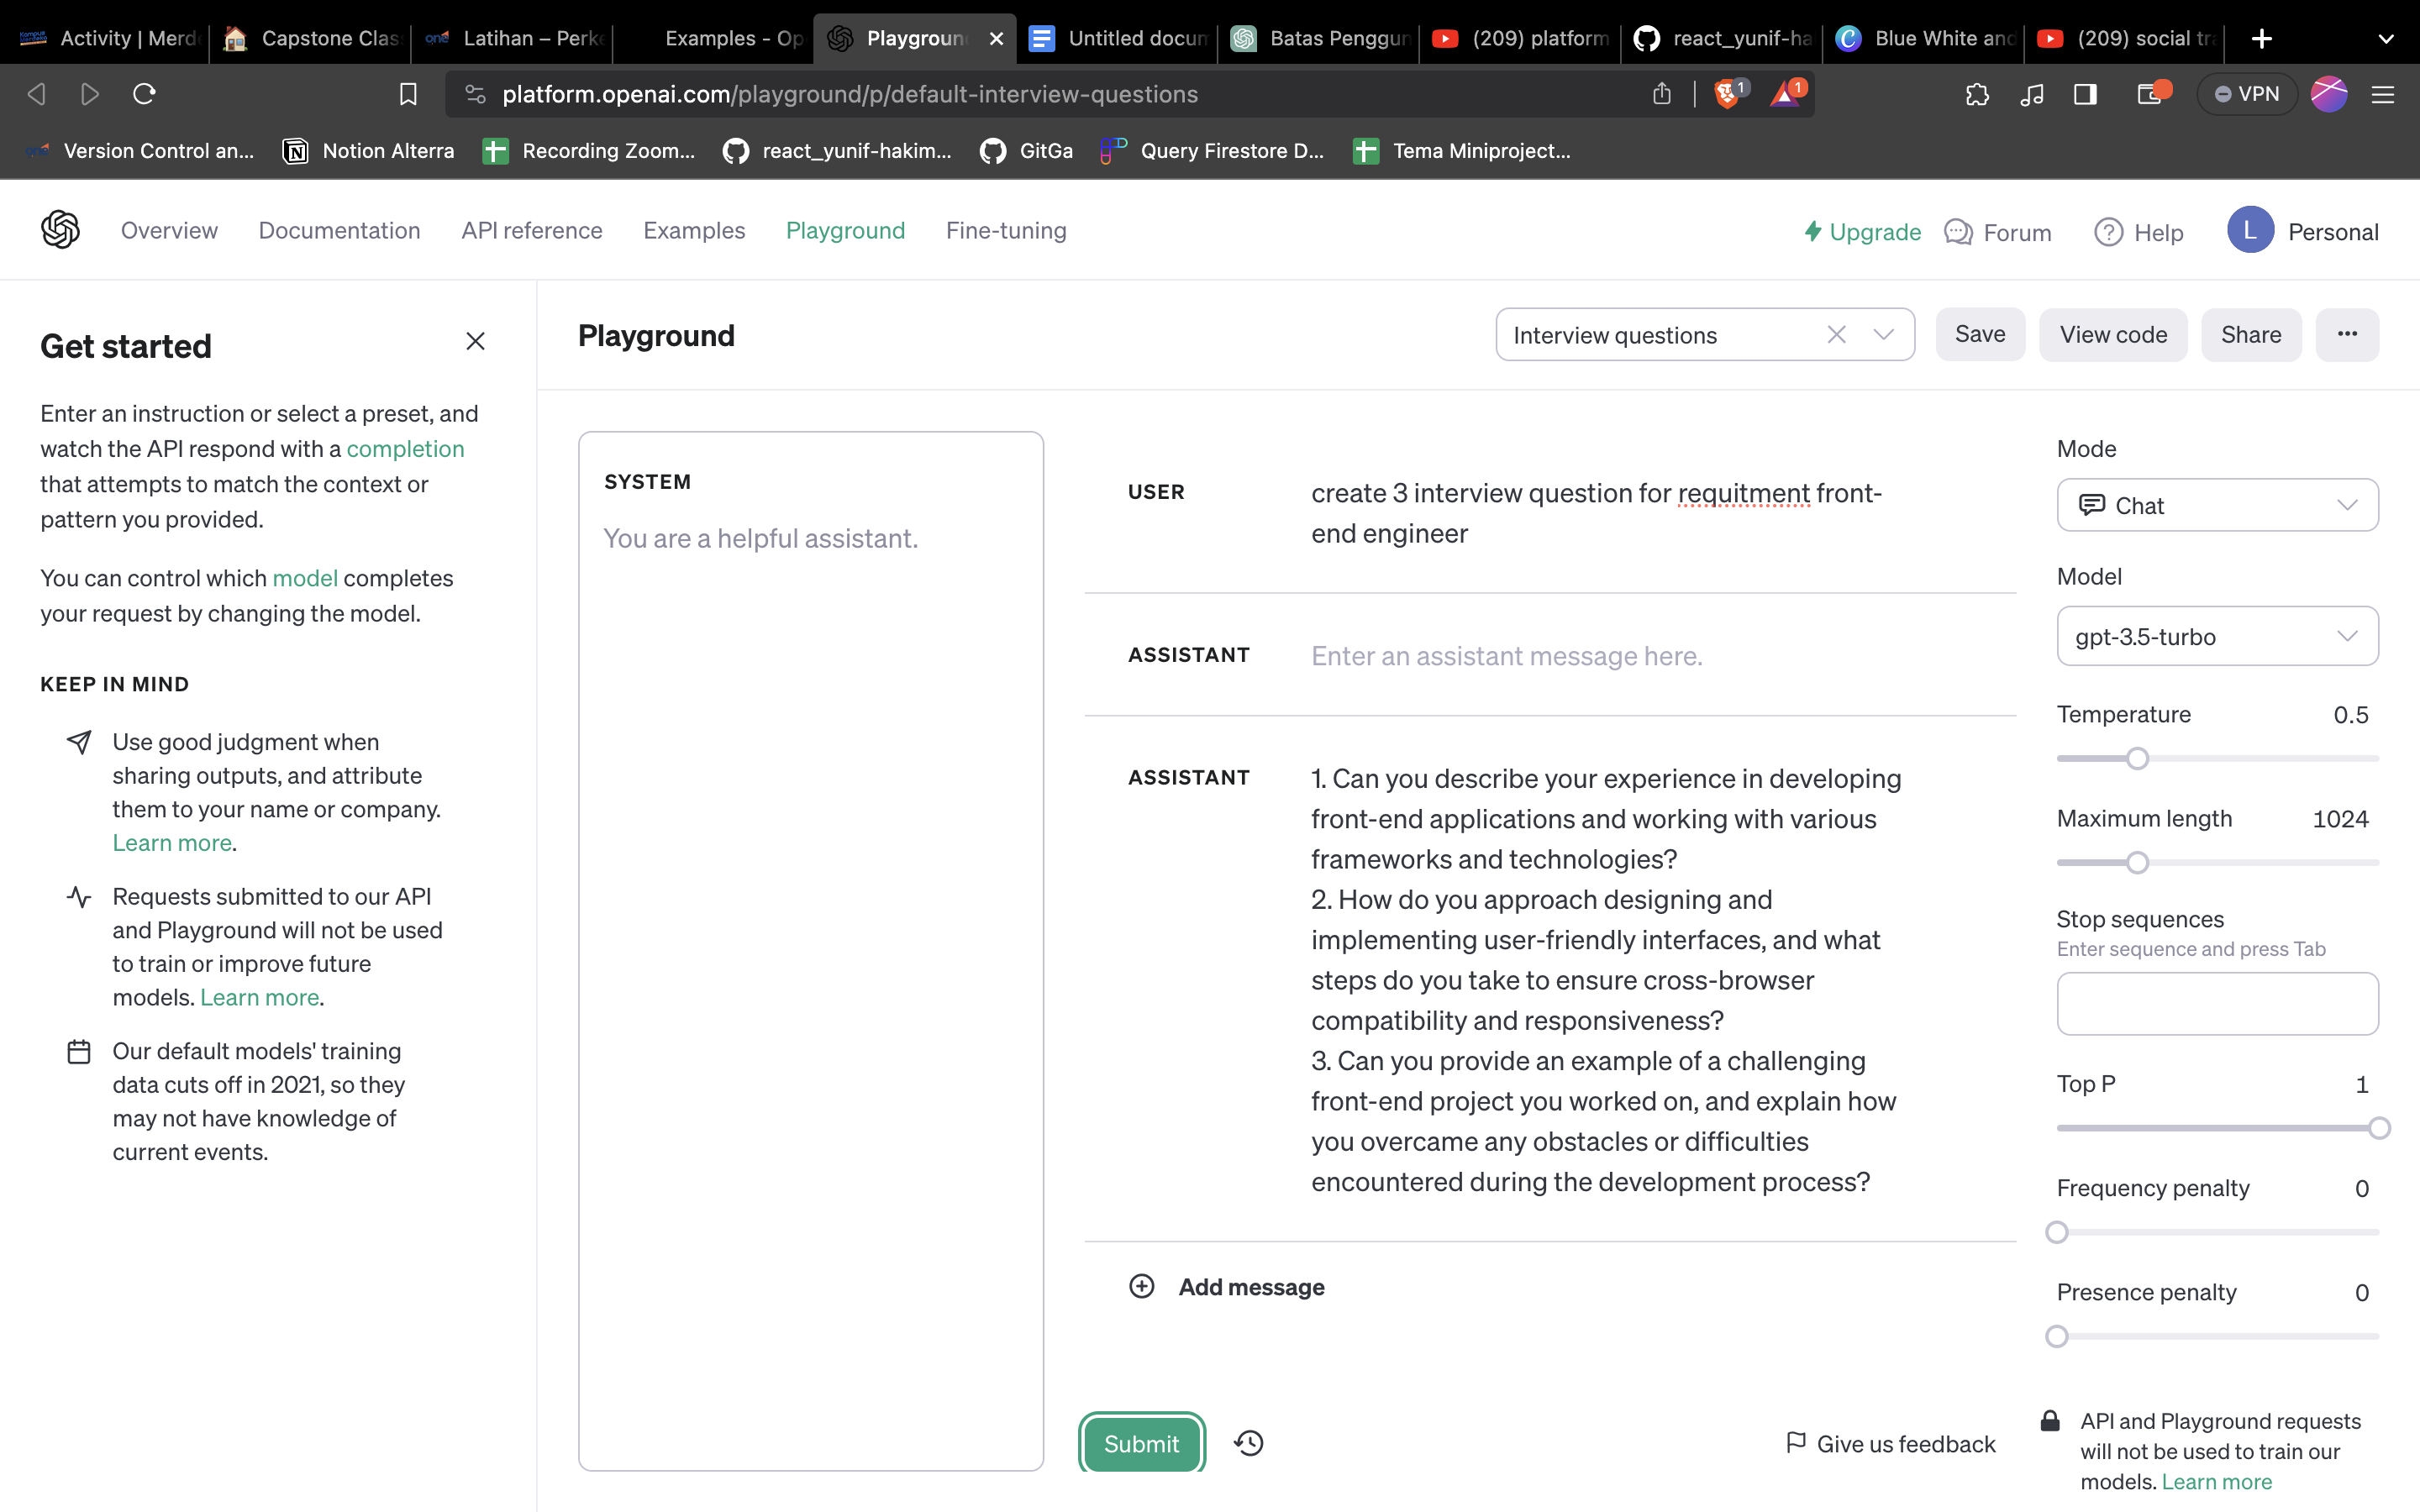 Activity | Merd
Capstone Clas
one Latihan – Perke
Examples - Op
Playground
Untitled docum
Batas Penggun
(209) platform
react_yunif-ha
Blue White and
(209) social tr
platform.openai.com/playground/p/default-interview-questions
1
1
VPN
one Version Control an...
Notion Alterra
Recording Zoom...
react_yunif-hakim...
GitGa
Query Firestore D...
Tema Miniproject...
Overview
Documentation
API reference
Examples
Playground
Fine-tuning
Upgrade
Forum
Help
L
Personal
Get started
Enter an instruction or select a preset, and
watch the API respond with a completion
that attempts to match the context or
pattern you provided.
You can control which model completes
your request by changing the model.
KEEP IN MIND
Use good judgment when
sharing outputs, and attribute
them to your name or company.
Learn more.
Requests submitted to our API
and Playground will not be used
to train or improve future
models. Learn more.
Our default models' training
data cuts off in 2021, so they
may not have knowledge of
current events.
Playground
Interview questions
Save
View code
Share
...
SYSTEM
You are a helpful assistant.
USER
create 3 interview question for requitment front-
end engineer
ASSISTANT
Enter an assistant message here.
ASSISTANT
1. Can you describe your experience in developing
front-end applications and working with various
frameworks and technologies?
2. How do you approach designing and
implementing user-friendly interfaces, and what
steps do you take to ensure cross-browser
compatibility and responsiveness?
3. Can you provide an example of a challenging
front-end project you worked on, and explain how
you overcame any obstacles or difficulties
encountered during the development process?
Add message
Submit
Give us feedback
Mode
Chat
Model
gpt-3.5-turbo
Temperature 0.5
Maximum length 1024
Stop sequences
Enter sequence and press Tab
Top P 1
Frequency penalty 0
Presence penalty 0
API and Playground requests
will not be used to train our
models. Learn more